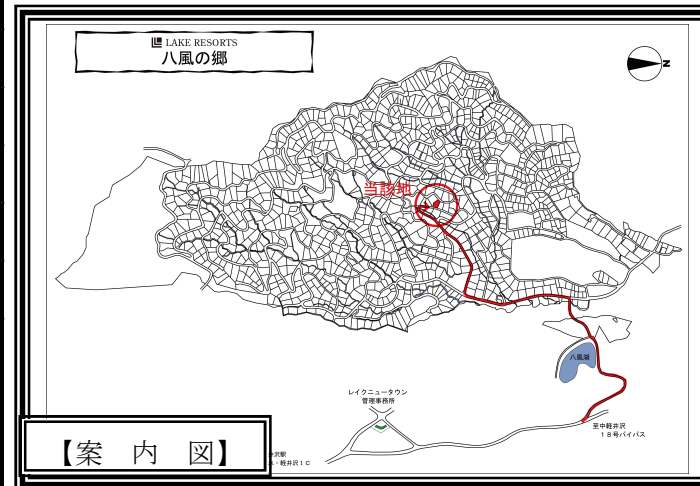 LAKE RESORTS
八風の郷
N
当該地
八風湖
レイクニュータウン
管理事務所
至中軽井沢
18号バイパス
井沢駅
・軽井沢IC
【案 内 図】